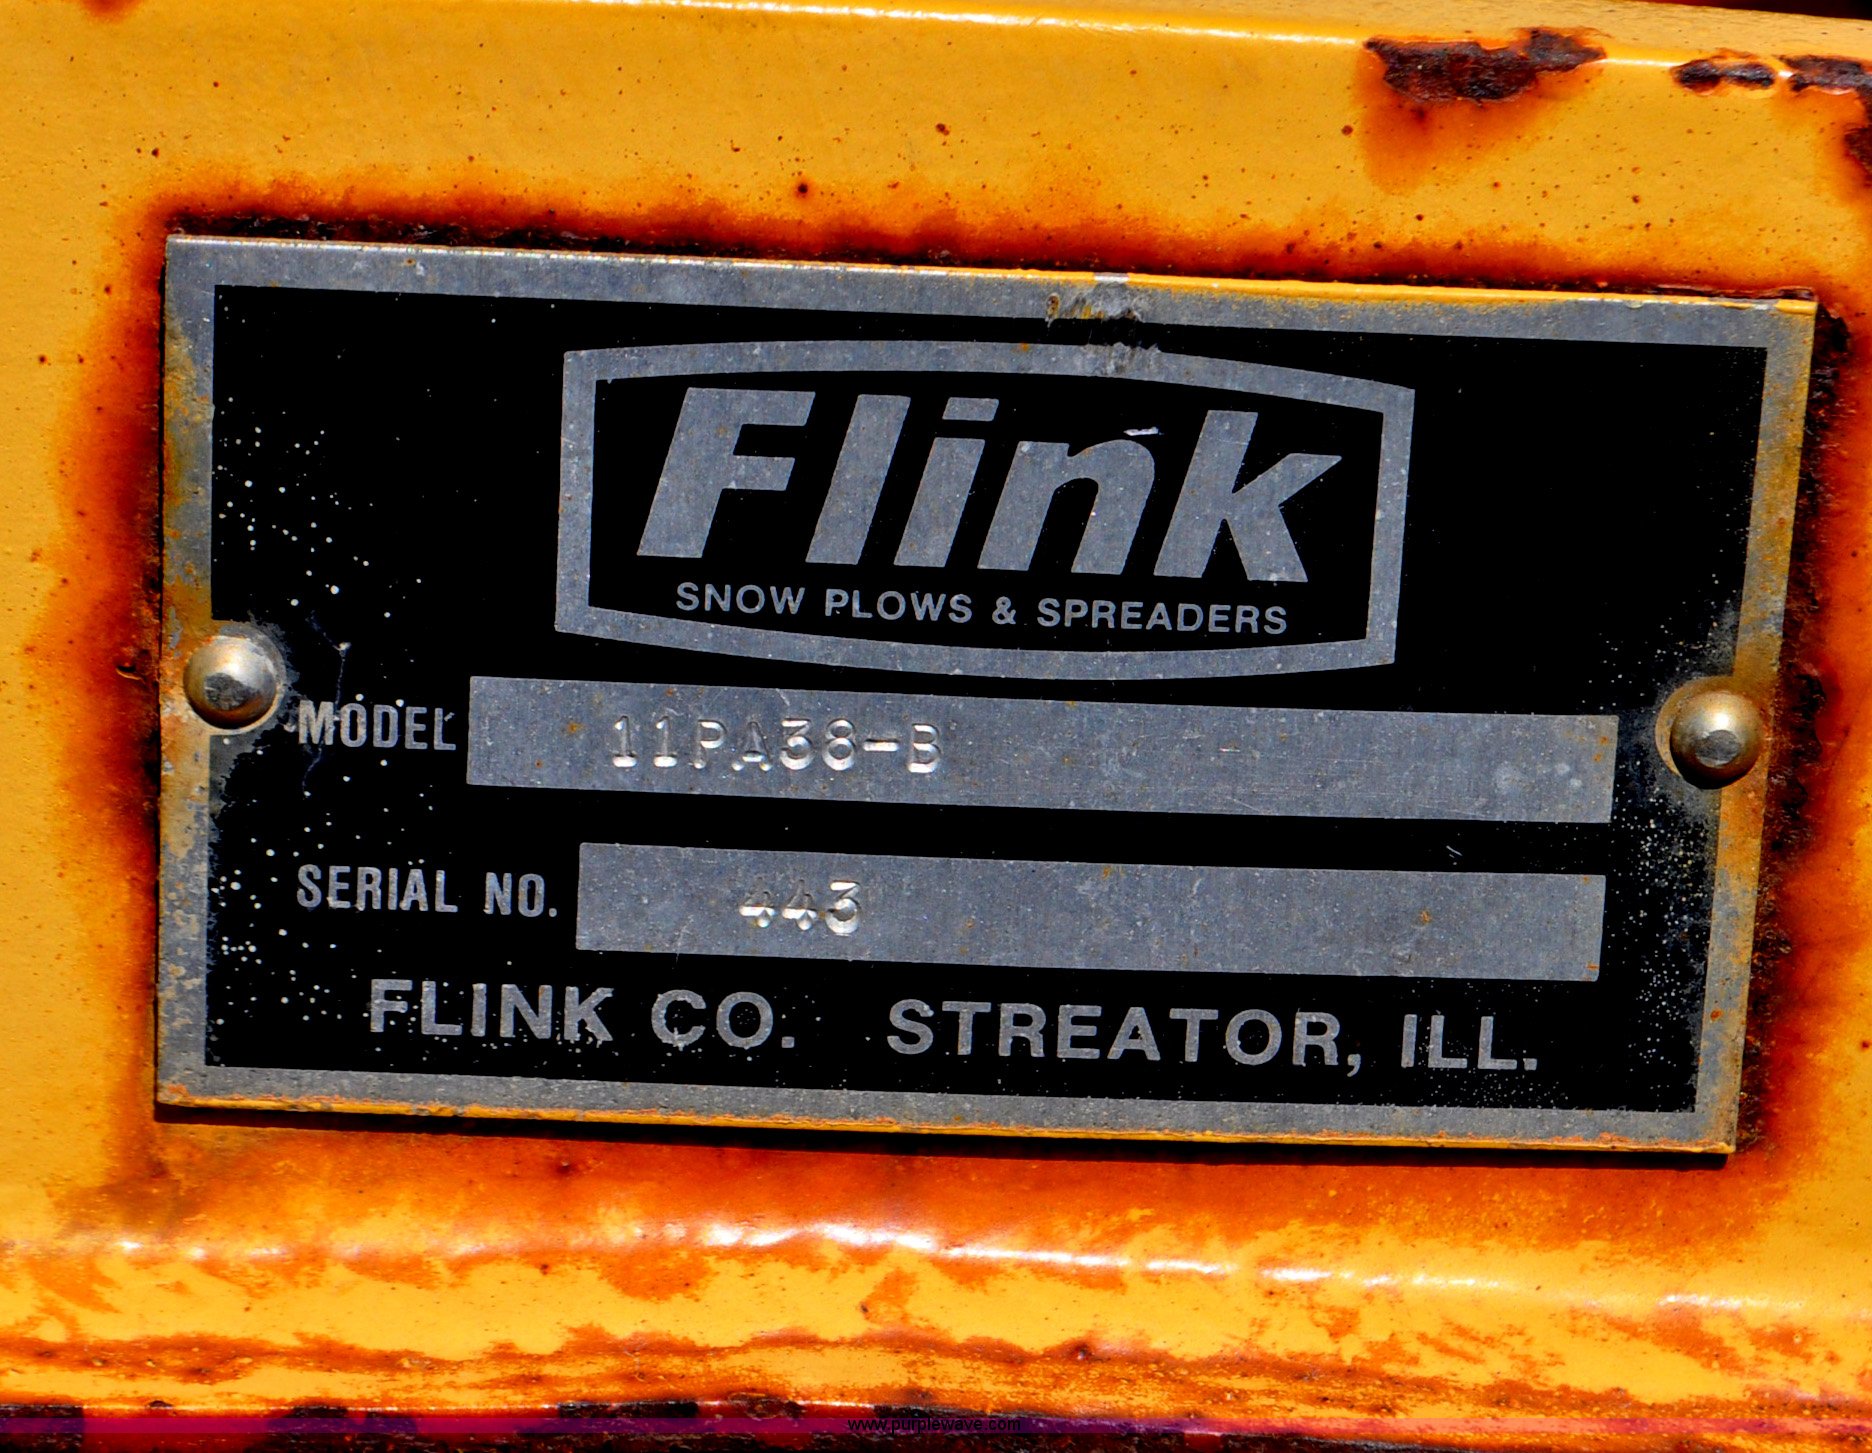 Flink
SNOW PLOWS & SPREADERS
MODEL 11PA38-B
SERIAL NO. 443
FLINK CO. STREATOR, ILL.
www.purplewave.com